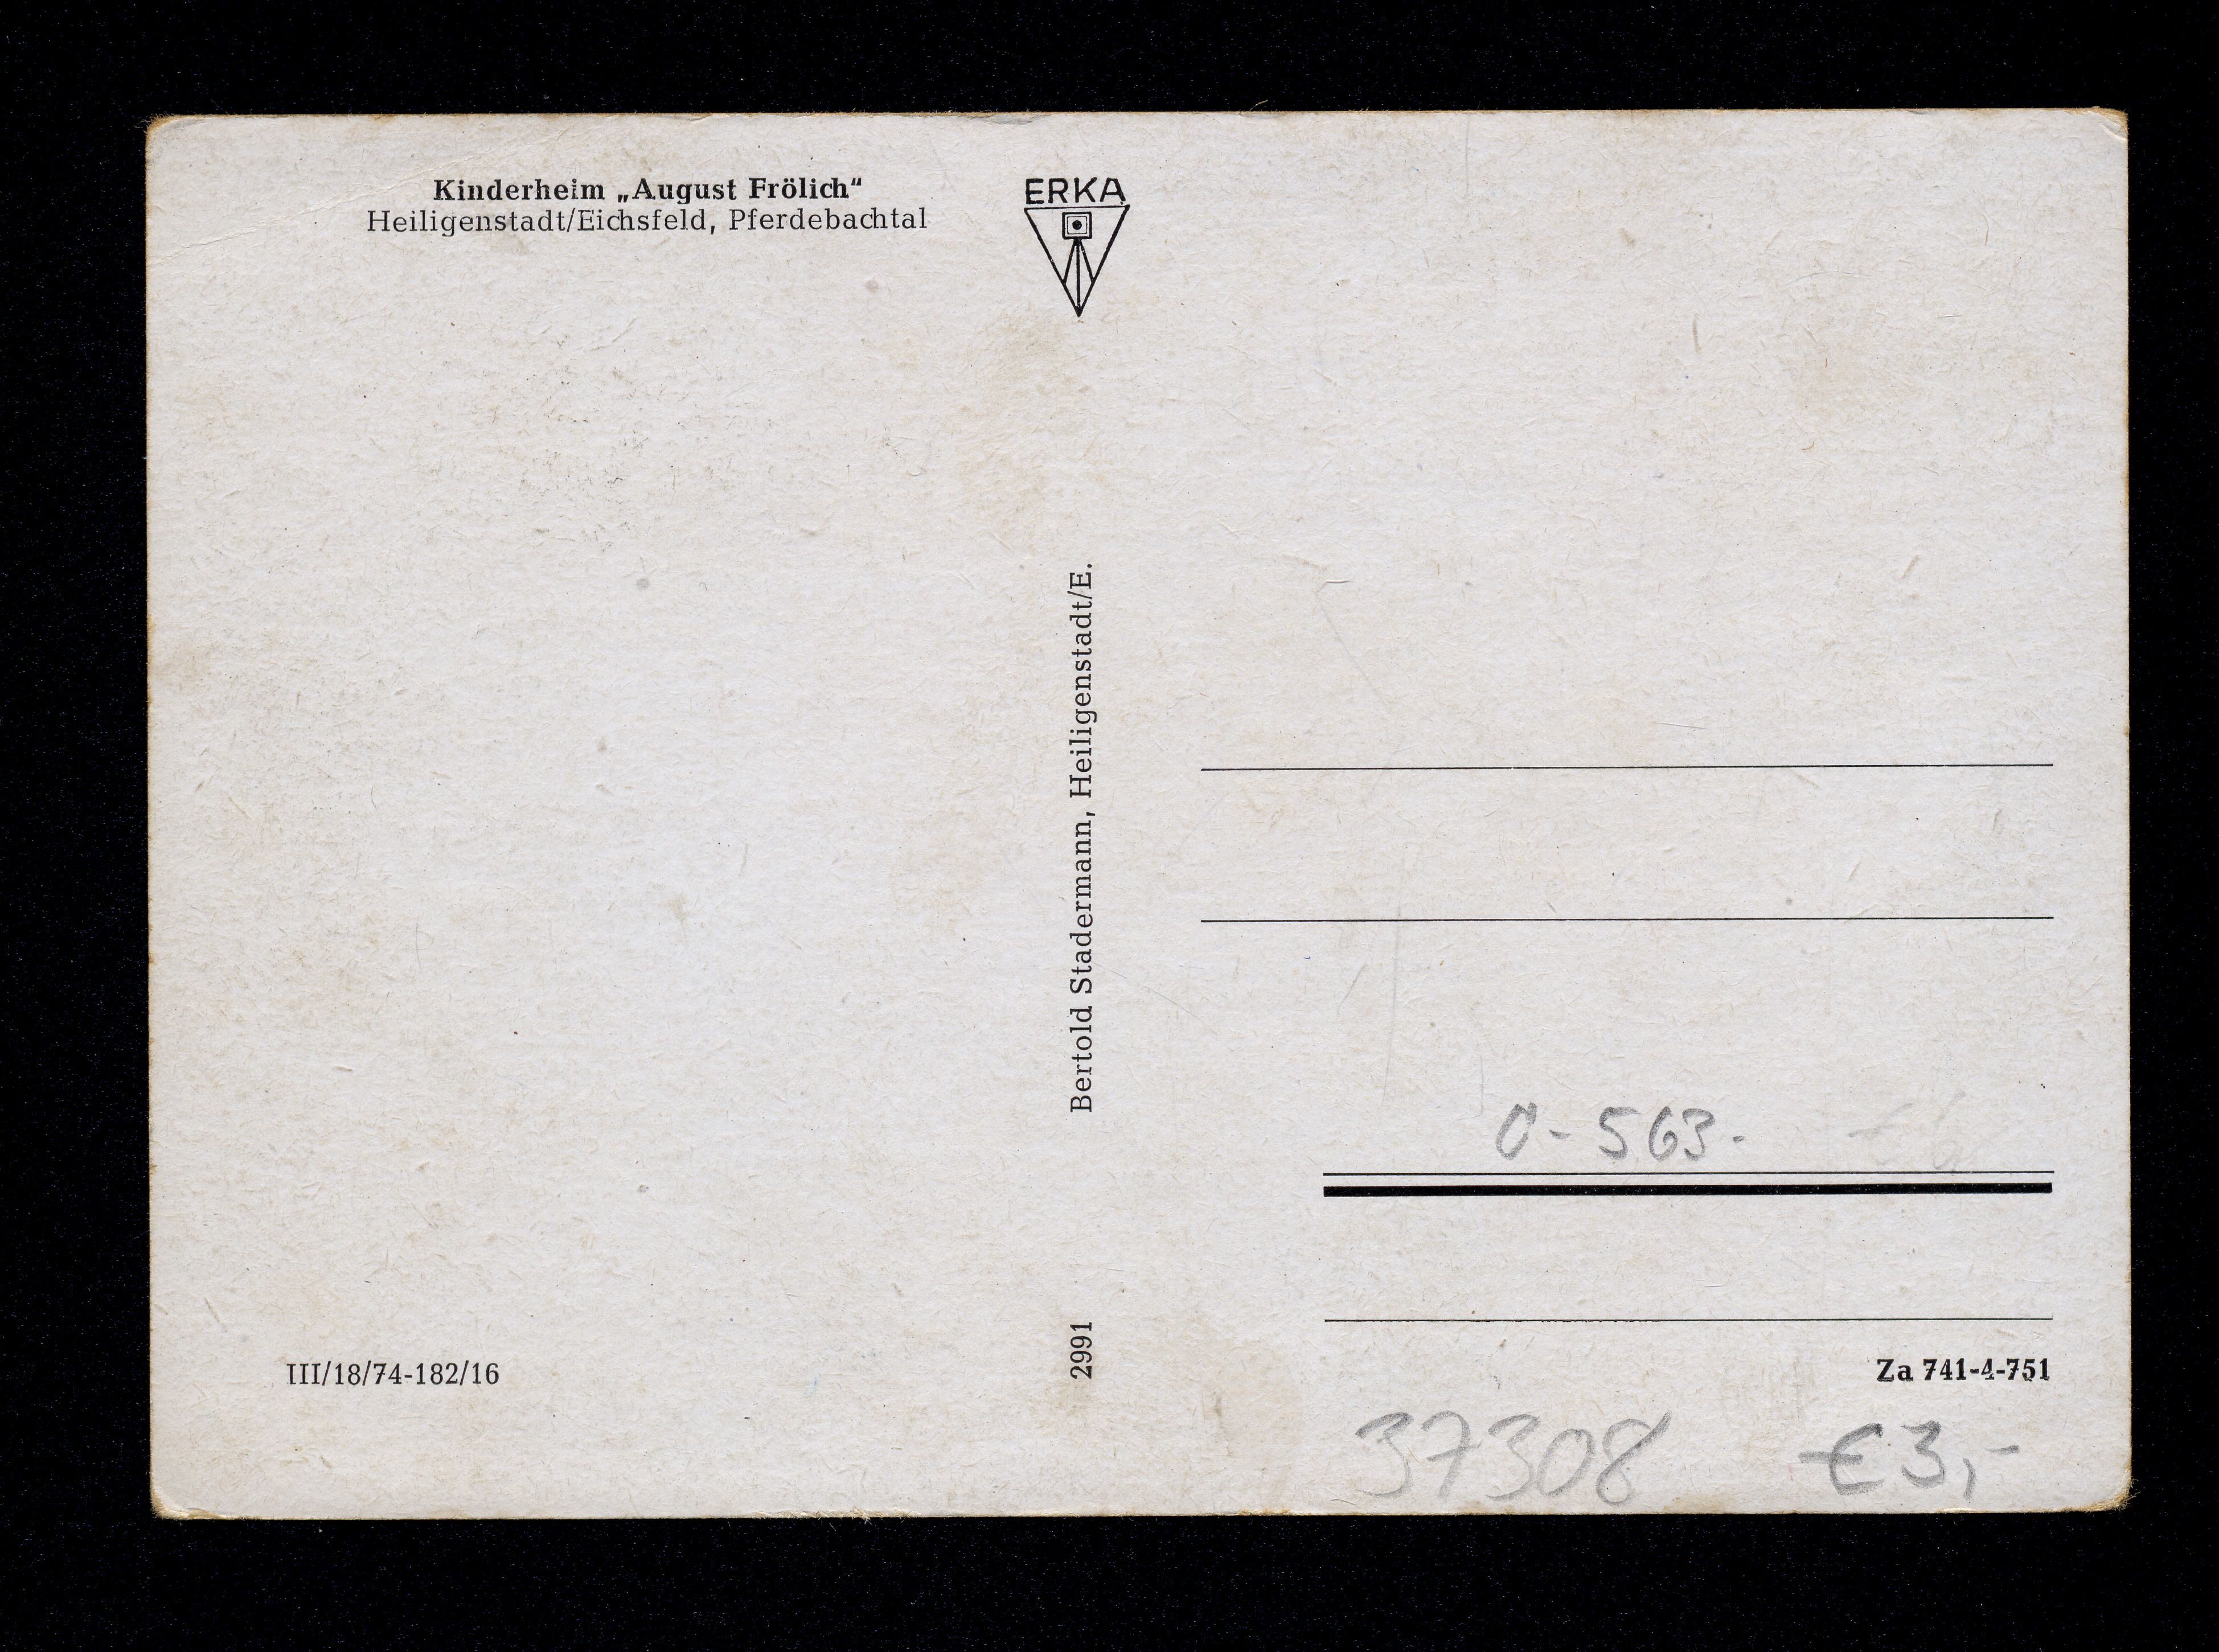 Kinderheim „August Frölich“
Heiligenstadt/Eichsfeld, Pferdebachtal
ERKA
Bertold Stadermann, Heiligenstadt/E.
2991
0-563-
III/18/74-182/16
Za 741-4-751
37308 €3,-